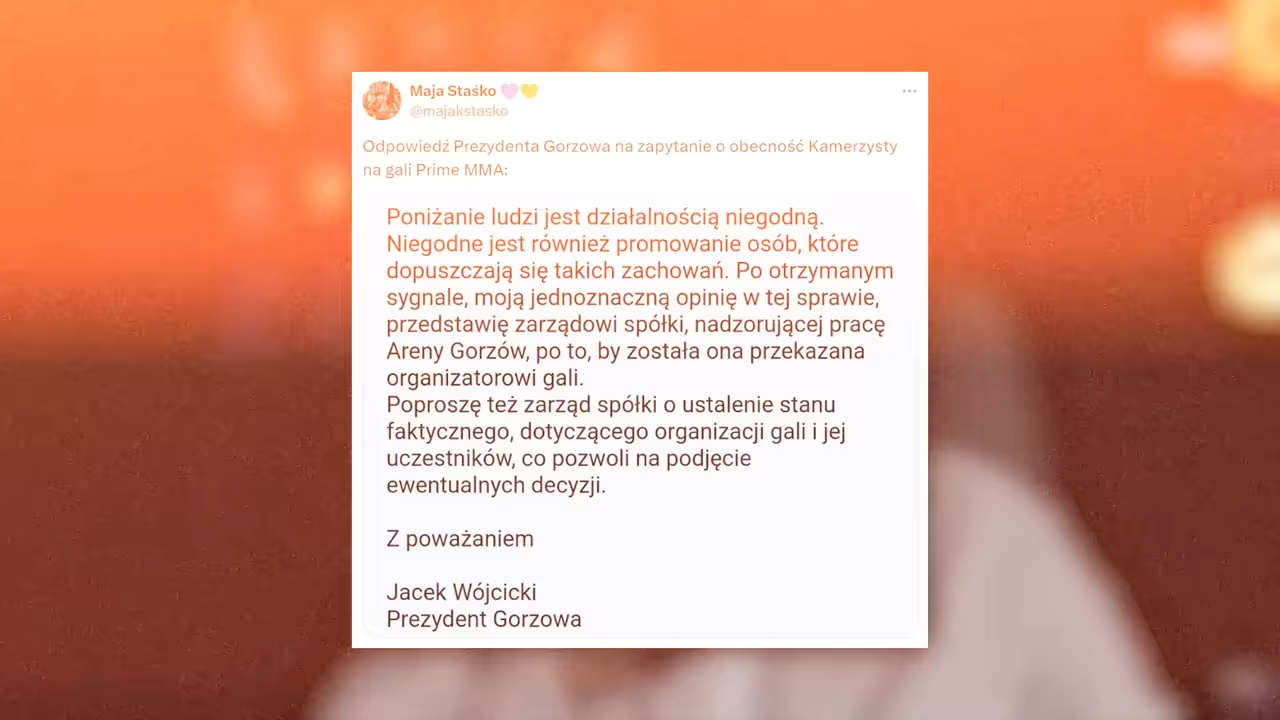 Maja Staśko 🩷💛
@majakstasko
Odpowiedź Prezydenta Gorzowa na zapytanie o obecność Kamerzysty
na gali Prime MMA:
Poniżanie ludzi jest działalnością niegodną.
Niegodne jest również promowanie osób, które
dopuszczają się takich zachowań. Po otrzymanym
sygnale, moją jednoznaczną opinię w tej sprawie,
przedstawię zarządowi spółki, nadzorującej pracę
Areny Gorzów, po to, by została ona przekazana
organizatorowi gali.
Poproszę też zarząd spółki o ustalenie stanu
faktycznego, dotyczącego organizacji gali i jej
uczestników, co pozwoli na podjęcie
ewentualnych decyzji.
Z poważaniem
Jacek Wójcicki
Prezydent Gorzowa